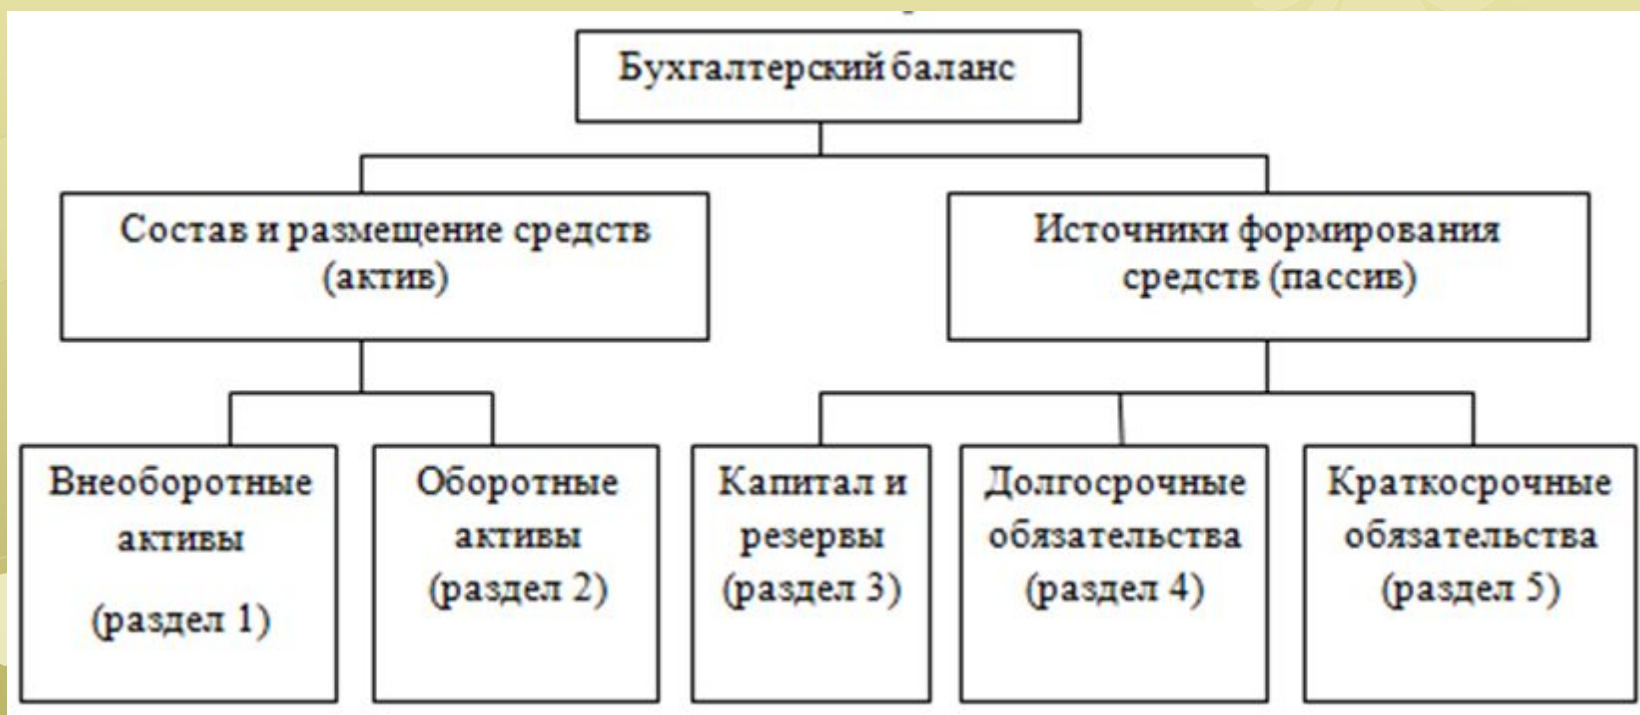 Бухгалтерский баланс
Состав и размещение средств
(актив)
Источники формирования
средств (пассив)
Внеоборотные
активы
(раздел 1)
Оборотные
активы
(раздел 2)
Капитал и
резервы
(раздел 3)
Долгосрочные
обязательства
(раздел 4)
Краткосрочные
обязательства
(раздел 5)